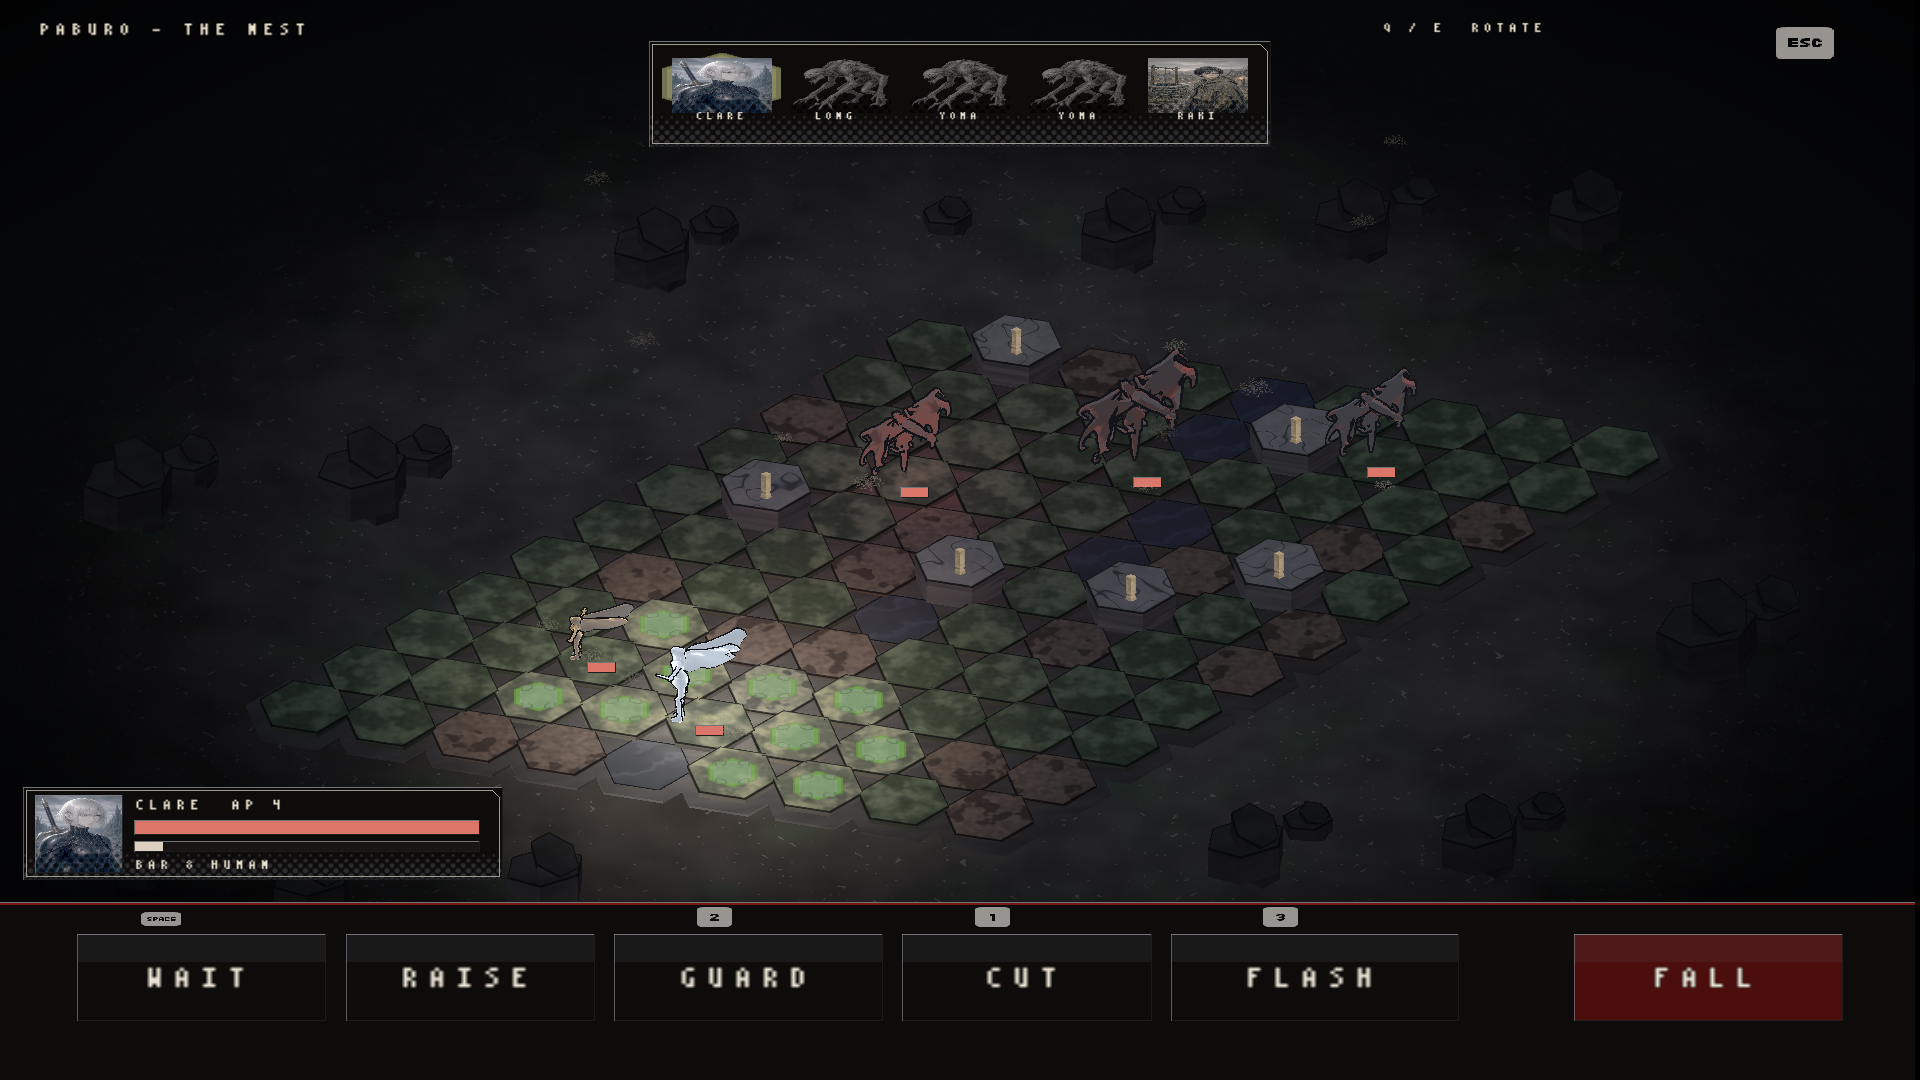 PABURO - THE NEST
Q / E ROTATE
ESC
CLARE LONG YOMA YOMA RAKI
CLARE AP 4
BAR 8 HUMAN
SPACE 2 1 3
WAIT RAISE GUARD CUT FLASH FALL